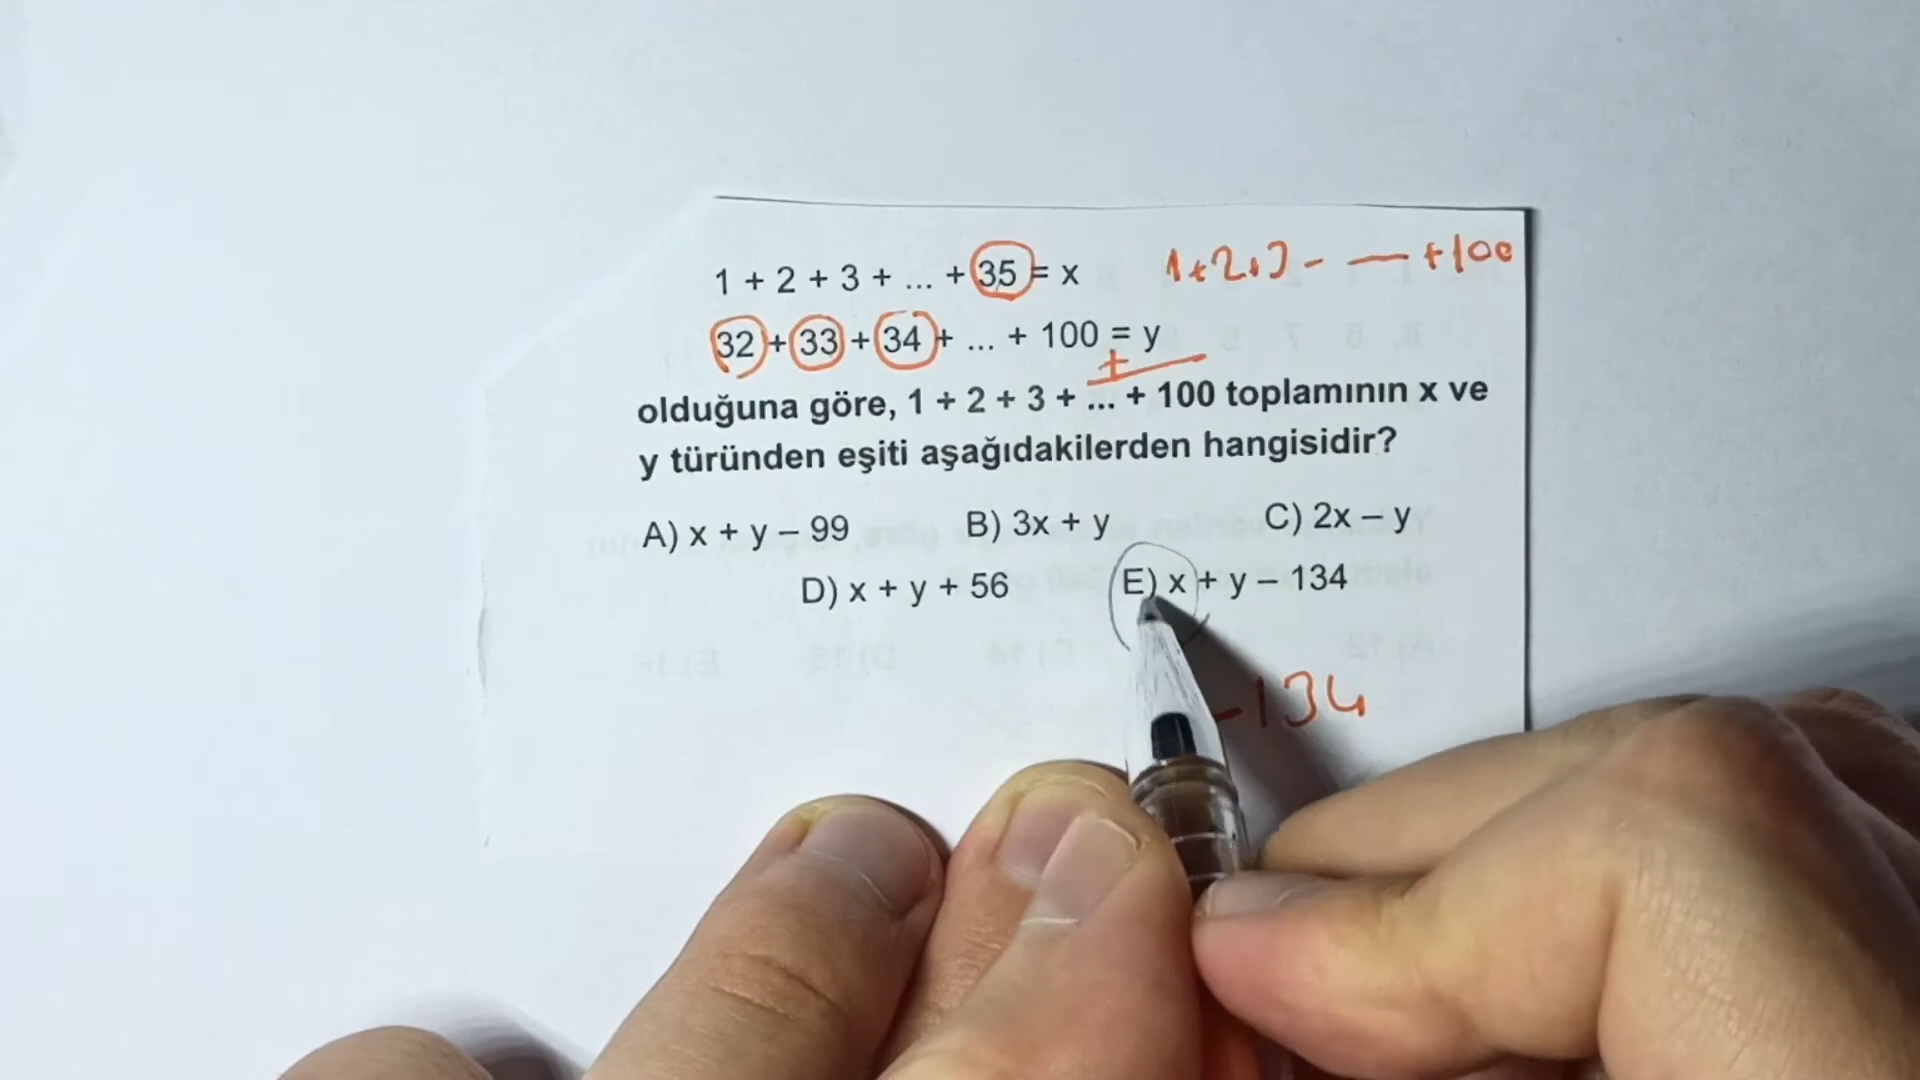 1 + 2 + 3 + ... + 35 = x
1+2+3 - — +100
32 + 33 + 34 + ... + 100 = y
+
olduğuna göre, 1 + 2 + 3 + ... + 100 toplamının x ve
y türünden eşiti aşağıdakilerden hangisidir?
A) x + y – 99 B) 3x + y C) 2x – y
D) x + y + 56 E) x + y – 134
-134